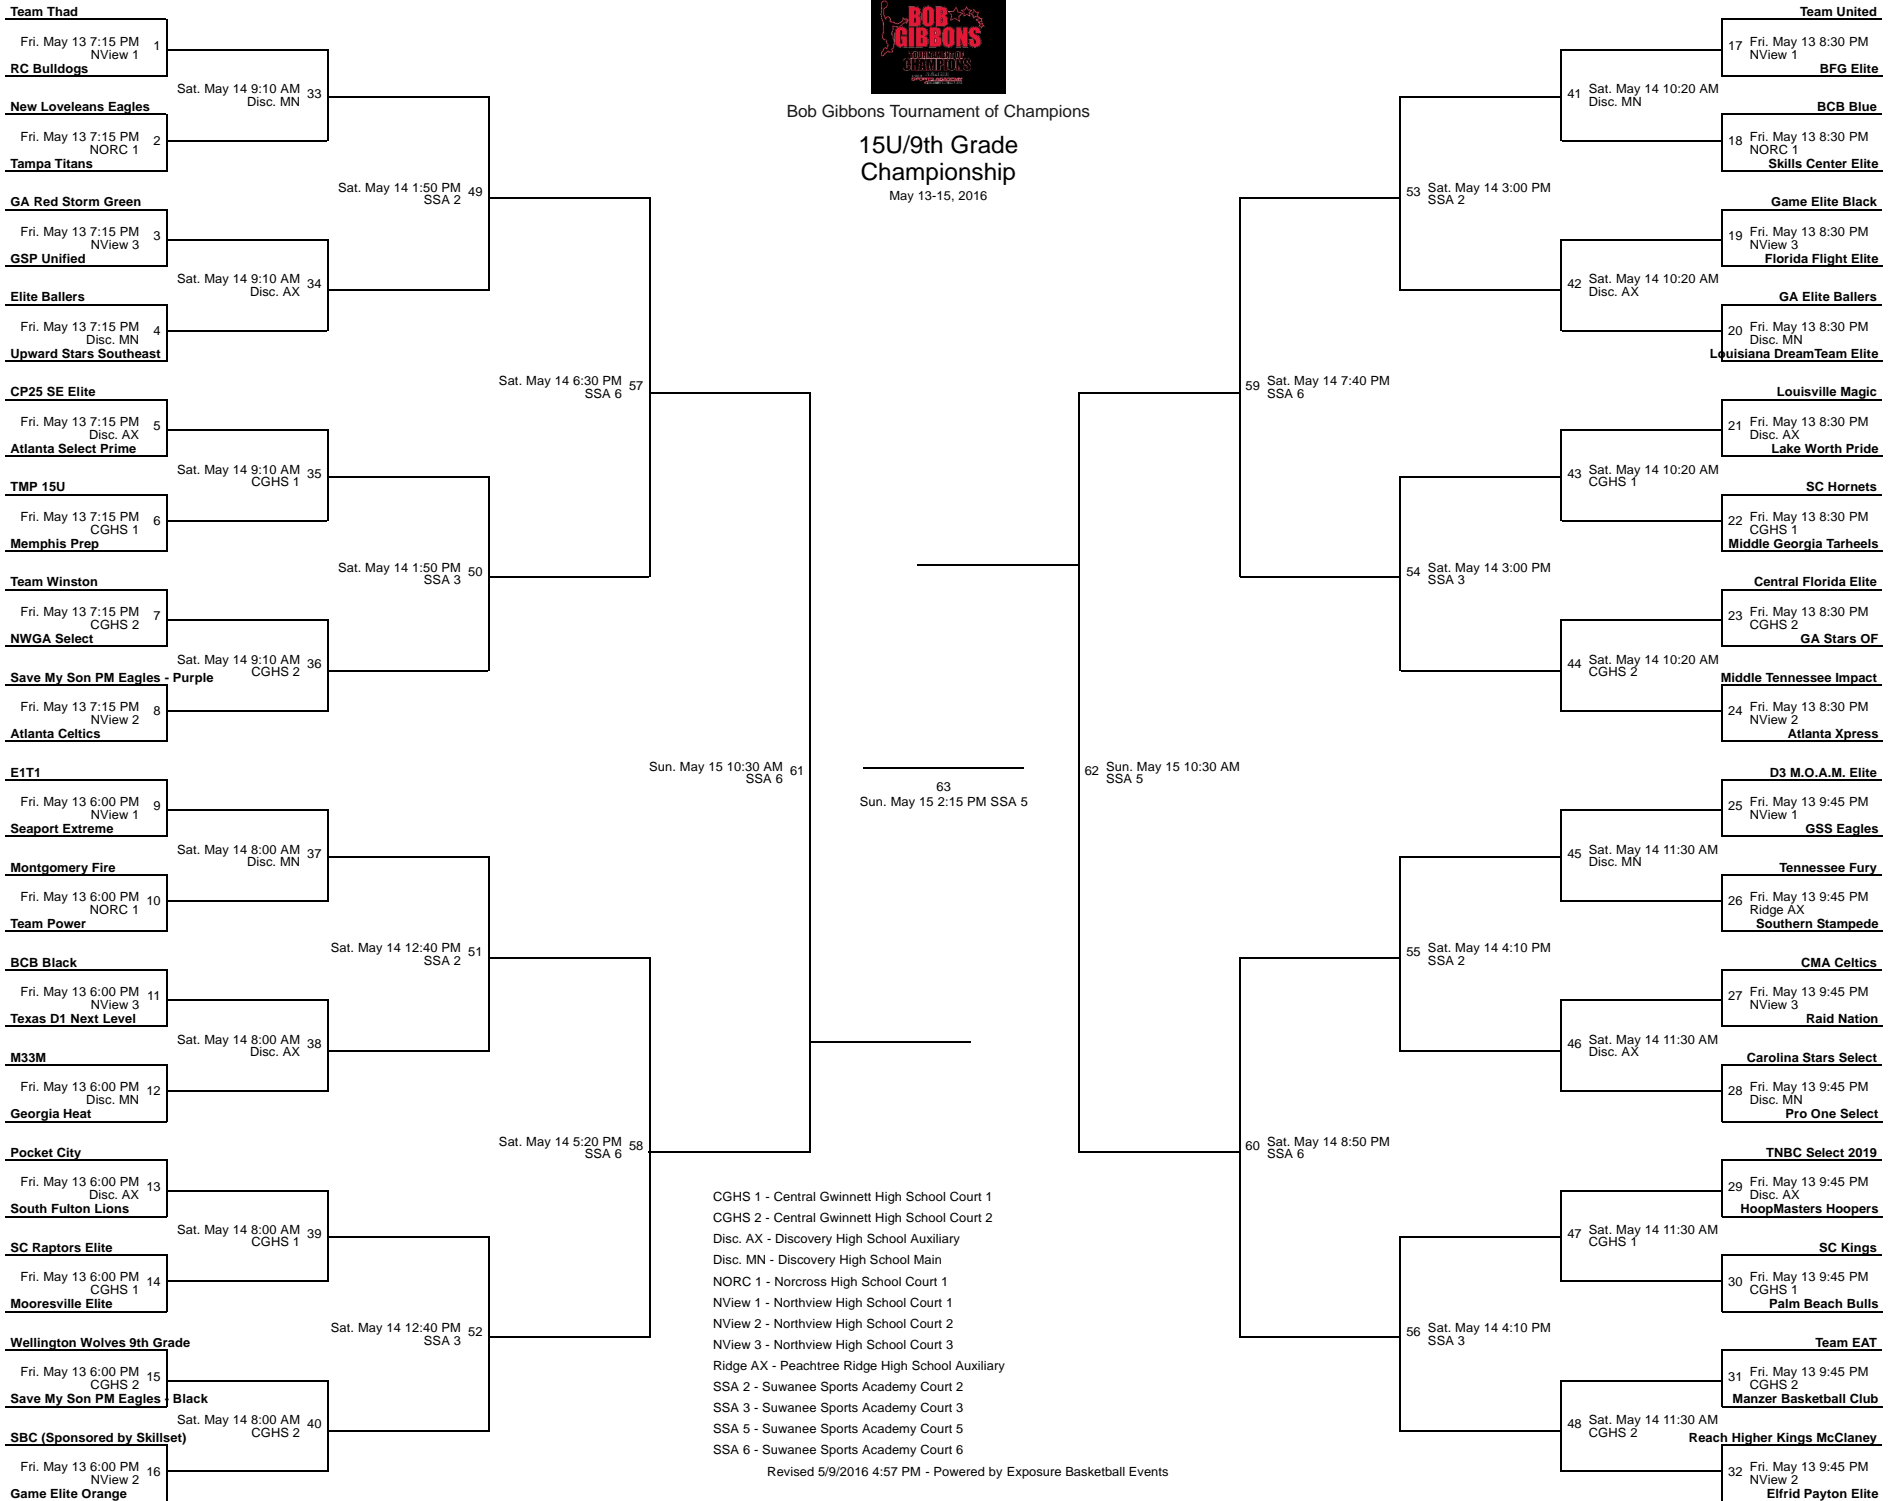 BOB
GIBBONS
TOURNAMENT OF
CHAMPIONS
SPORTS ACADEMY
Bob Gibbons Tournament of Champions
15U/9th Grade
Championship
May 13-15, 2016
Team Thad
Fri. May 13 7:15 PM 1
NView 1
RC Bulldogs
New Loveleans Eagles
Fri. May 13 7:15 PM 2
NORC 1
Tampa Titans
GA Red Storm Green
Fri. May 13 7:15 PM 3
NView 3
GSP Unified
Elite Ballers
Fri. May 13 7:15 PM 4
Disc. MN
Upward Stars Southeast
CP25 SE Elite
Fri. May 13 7:15 PM 5
Disc. AX
Atlanta Select Prime
TMP 15U
Fri. May 13 7:15 PM 6
CGHS 1
Memphis Prep
Team Winston
Fri. May 13 7:15 PM 7
CGHS 2
NWGA Select
Save My Son PM Eagles - Purple
Fri. May 13 7:15 PM 8
NView 2
Atlanta Celtics
E1T1
Fri. May 13 6:00 PM 9
NView 1
Seaport Extreme
Montgomery Fire
Fri. May 13 6:00 PM 10
NORC 1
Team Power
BCB Black
Fri. May 13 6:00 PM 11
NView 3
Texas D1 Next Level
M33M
Fri. May 13 6:00 PM 12
Disc. MN
Georgia Heat
Pocket City
Fri. May 13 6:00 PM 13
Disc. AX
South Fulton Lions
SC Raptors Elite
Fri. May 13 6:00 PM 14
CGHS 1
Mooresville Elite
Wellington Wolves 9th Grade
Fri. May 13 6:00 PM 15
CGHS 2
Save My Son PM Eagles - Black
SBC (Sponsored by Skillset)
Fri. May 13 6:00 PM 16
NView 2
Game Elite Orange
Sat. May 14 9:10 AM 33
Disc. MN
Sat. May 14 9:10 AM 34
Disc. AX
Sat. May 14 9:10 AM 35
CGHS 1
Sat. May 14 9:10 AM 36
CGHS 2
Sat. May 14 8:00 AM 37
Disc. MN
Sat. May 14 8:00 AM 38
Disc. AX
Sat. May 14 8:00 AM 39
CGHS 1
Sat. May 14 8:00 AM 40
CGHS 2
Sat. May 14 1:50 PM 49
SSA 2
Sat. May 14 1:50 PM 50
SSA 3
Sat. May 14 12:40 PM 51
SSA 2
Sat. May 14 12:40 PM 52
SSA 3
Sat. May 14 6:30 PM 57
SSA 6
Sat. May 14 5:20 PM 58
SSA 6
Sun. May 15 10:30 AM 61
SSA 6
63
Sun. May 15 2:15 PM SSA 5
62 Sun. May 15 10:30 AM
SSA 5
59 Sat. May 14 7:40 PM
SSA 6
60 Sat. May 14 8:50 PM
SSA 6
53 Sat. May 14 3:00 PM
SSA 2
54 Sat. May 14 3:00 PM
SSA 3
55 Sat. May 14 4:10 PM
SSA 2
56 Sat. May 14 4:10 PM
SSA 3
41 Sat. May 14 10:20 AM
Disc. MN
42 Sat. May 14 10:20 AM
Disc. AX
43 Sat. May 14 10:20 AM
CGHS 1
44 Sat. May 14 10:20 AM
CGHS 2
45 Sat. May 14 11:30 AM
Disc. MN
46 Sat. May 14 11:30 AM
Disc. AX
47 Sat. May 14 11:30 AM
CGHS 1
48 Sat. May 14 11:30 AM
CGHS 2
Team United
17 Fri. May 13 8:30 PM
NView 1
BFG Elite
BCB Blue
18 Fri. May 13 8:30 PM
NORC 1
Skills Center Elite
Game Elite Black
19 Fri. May 13 8:30 PM
NView 3
Florida Flight Elite
GA Elite Ballers
20 Fri. May 13 8:30 PM
Disc. MN
Louisiana DreamTeam Elite
Louisville Magic
21 Fri. May 13 8:30 PM
Disc. AX
Lake Worth Pride
SC Hornets
22 Fri. May 13 8:30 PM
CGHS 1
Middle Georgia Tarheels
Central Florida Elite
23 Fri. May 13 8:30 PM
CGHS 2
GA Stars OF
Middle Tennessee Impact
24 Fri. May 13 8:30 PM
NView 2
Atlanta Xpress
D3 M.O.A.M. Elite
25 Fri. May 13 9:45 PM
NView 1
GSS Eagles
Tennessee Fury
26 Fri. May 13 9:45 PM
Ridge AX
Southern Stampede
CMA Celtics
27 Fri. May 13 9:45 PM
NView 3
Raid Nation
Carolina Stars Select
28 Fri. May 13 9:45 PM
Disc. MN
Pro One Select
TNBC Select 2019
29 Fri. May 13 9:45 PM
Disc. AX
HoopMasters Hoopers
SC Kings
30 Fri. May 13 9:45 PM
CGHS 1
Palm Beach Bulls
Team EAT
31 Fri. May 13 9:45 PM
CGHS 2
Manzer Basketball Club
Reach Higher Kings McClaney
32 Fri. May 13 9:45 PM
NView 2
Elfrid Payton Elite
CGHS 1 - Central Gwinnett High School Court 1
CGHS 2 - Central Gwinnett High School Court 2
Disc. AX - Discovery High School Auxiliary
Disc. MN - Discovery High School Main
NORC 1 - Norcross High School Court 1
NView 1 - Northview High School Court 1
NView 2 - Northview High School Court 2
NView 3 - Northview High School Court 3
Ridge AX - Peachtree Ridge High School Auxiliary
SSA 2 - Suwanee Sports Academy Court 2
SSA 3 - Suwanee Sports Academy Court 3
SSA 5 - Suwanee Sports Academy Court 5
SSA 6 - Suwanee Sports Academy Court 6
Revised 5/9/2016 4:57 PM - Powered by Exposure Basketball Events